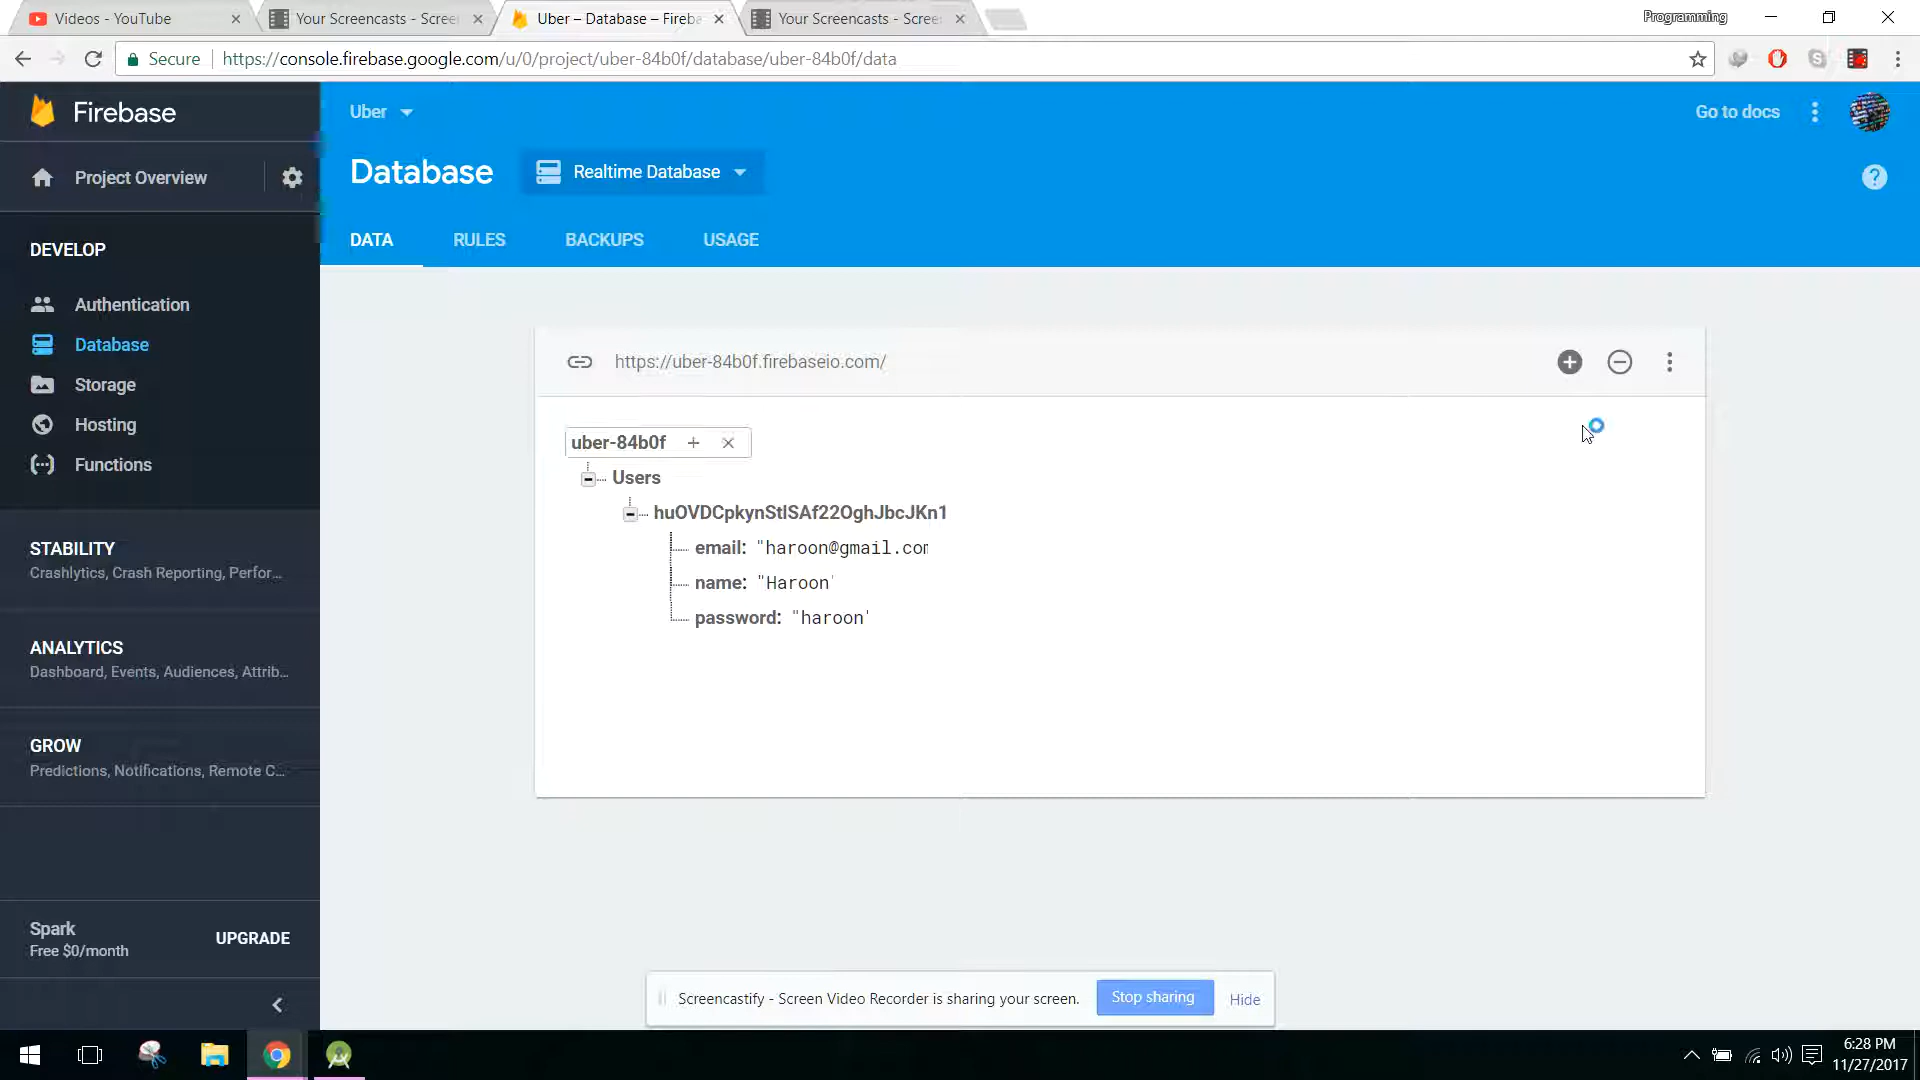 Videos - YouTube
Your Screencasts - Scree
Uber – Database – Fireba
Your Screencasts - Scree
Programming
Secure
https://console.firebase.google.com/u/0/project/uber-84b0f/database/uber-84b0f/data
Firebase
Uber
Go to docs
Project Overview
Database
Realtime Database
DATA
RULES
BACKUPS
USAGE
DEVELOP
Authentication
Database
Storage
Hosting
Functions
https://uber-84b0f.firebaseio.com/
uber-84b0f
Users
huOVDCpkynStlSAf22OghJbcJKn1
email: "haroon@gmail.com
name: "Haroon"
password: "haroon"
STABILITY
Crashlytics, Crash Reporting, Perfor...
ANALYTICS
Dashboard, Events, Audiences, Attrib...
GROW
Predictions, Notifications, Remote C...
Spark
Free $0/month
UPGRADE
Screencastify - Screen Video Recorder is sharing your screen.
Stop sharing
Hide
6:28 PM
11/27/2017